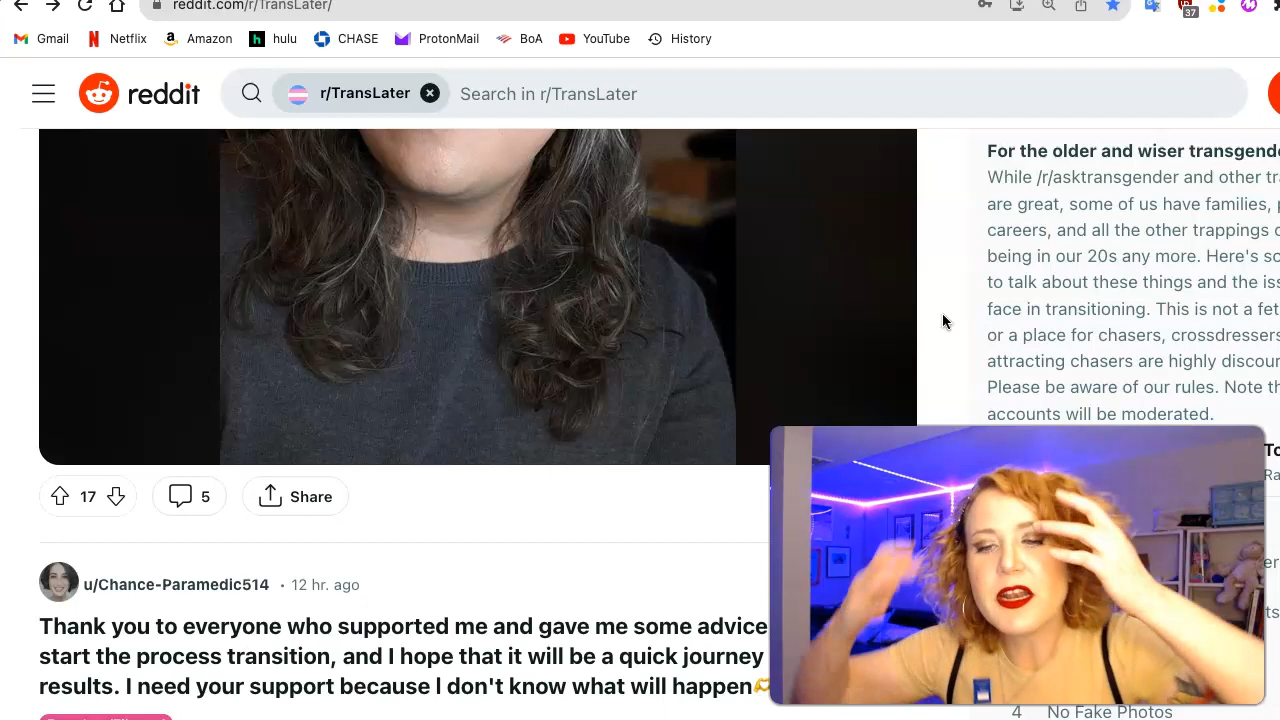 reddit.com/r/TransLater/
37
Gmail Netflix Amazon hulu CHASE ProtonMail BoA YouTube History
reddit r/TransLater Search in r/TransLater
For the older and wiser transgende
While /r/asktransgender and other tra
are great, some of us have families,
careers, and all the other trappings
being in our 20s any more. Here's so
to talk about these things and the iss
face in transitioning. This is not a fet
or a place for chasers, crossdressers
attracting chasers are highly discour
Please be aware of our rules. Note th
accounts will be moderated.
17 5 Share
u/Chance-Paramedic514 • 12 hr. ago
Thank you to everyone who supported me and gave me some advice
start the process transition, and I hope that it will be a quick journey
results. I need your support because I don't know what will happen
4 No Fake Photos